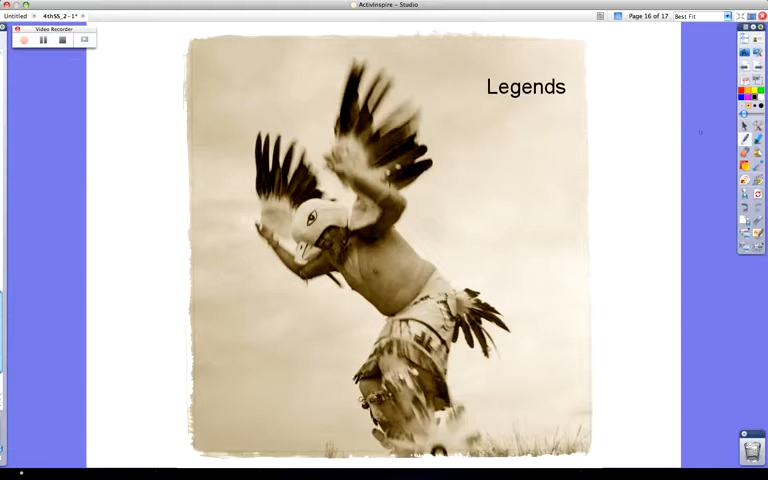 ActivInspire – Studio
Untitled
4thSS_2–1*
Page 16 of 17
Best Fit
Video Recorder
Legends